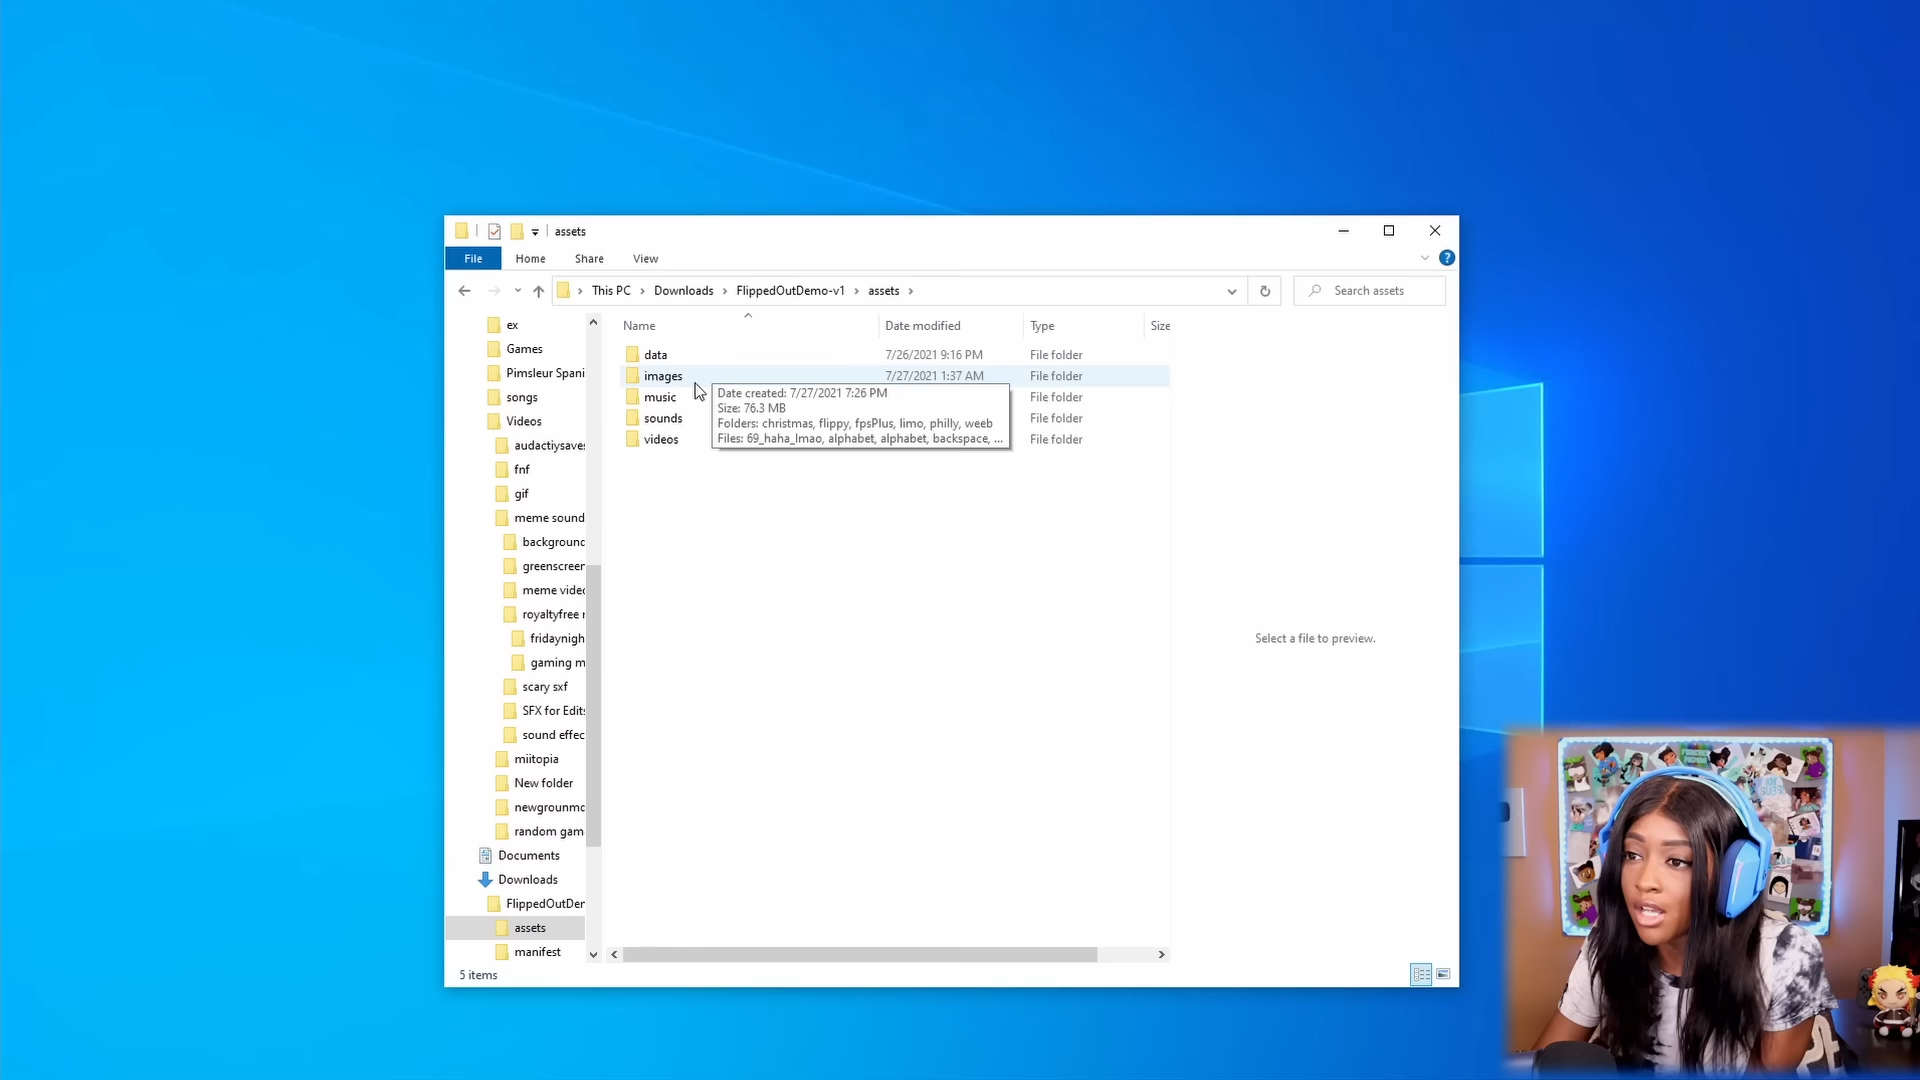 assets
File Home Share View
This PC > Downloads > FlippedOutDemo-v1 > assets >
Search assets
ex
Games
Pimsleur Spani
songs
Videos
audactiysaves
fnf
gif
meme sound
background
greenscreen
meme videc
royaltyfree r
fridaynigh
gaming m
scary sxf
SFX for Edits
sound effec
miitopia
New folder
newgrounmc
random gam
Documents
Downloads
FlippedOutDer
assets
manifest
Name Date modified Type Size
data 7/26/2021 9:16 PM File folder
images 7/27/2021 1:37 AM File folder
music File folder
sounds File folder
videos File folder
Date created: 7/27/2021 7:26 PM
Size: 76.3 MB
Folders: christmas, flippy, fpsPlus, limo, philly, weeb
Files: 69_haha_lmao, alphabet, alphabet, backspace, ...
Select a file to preview.
5 items